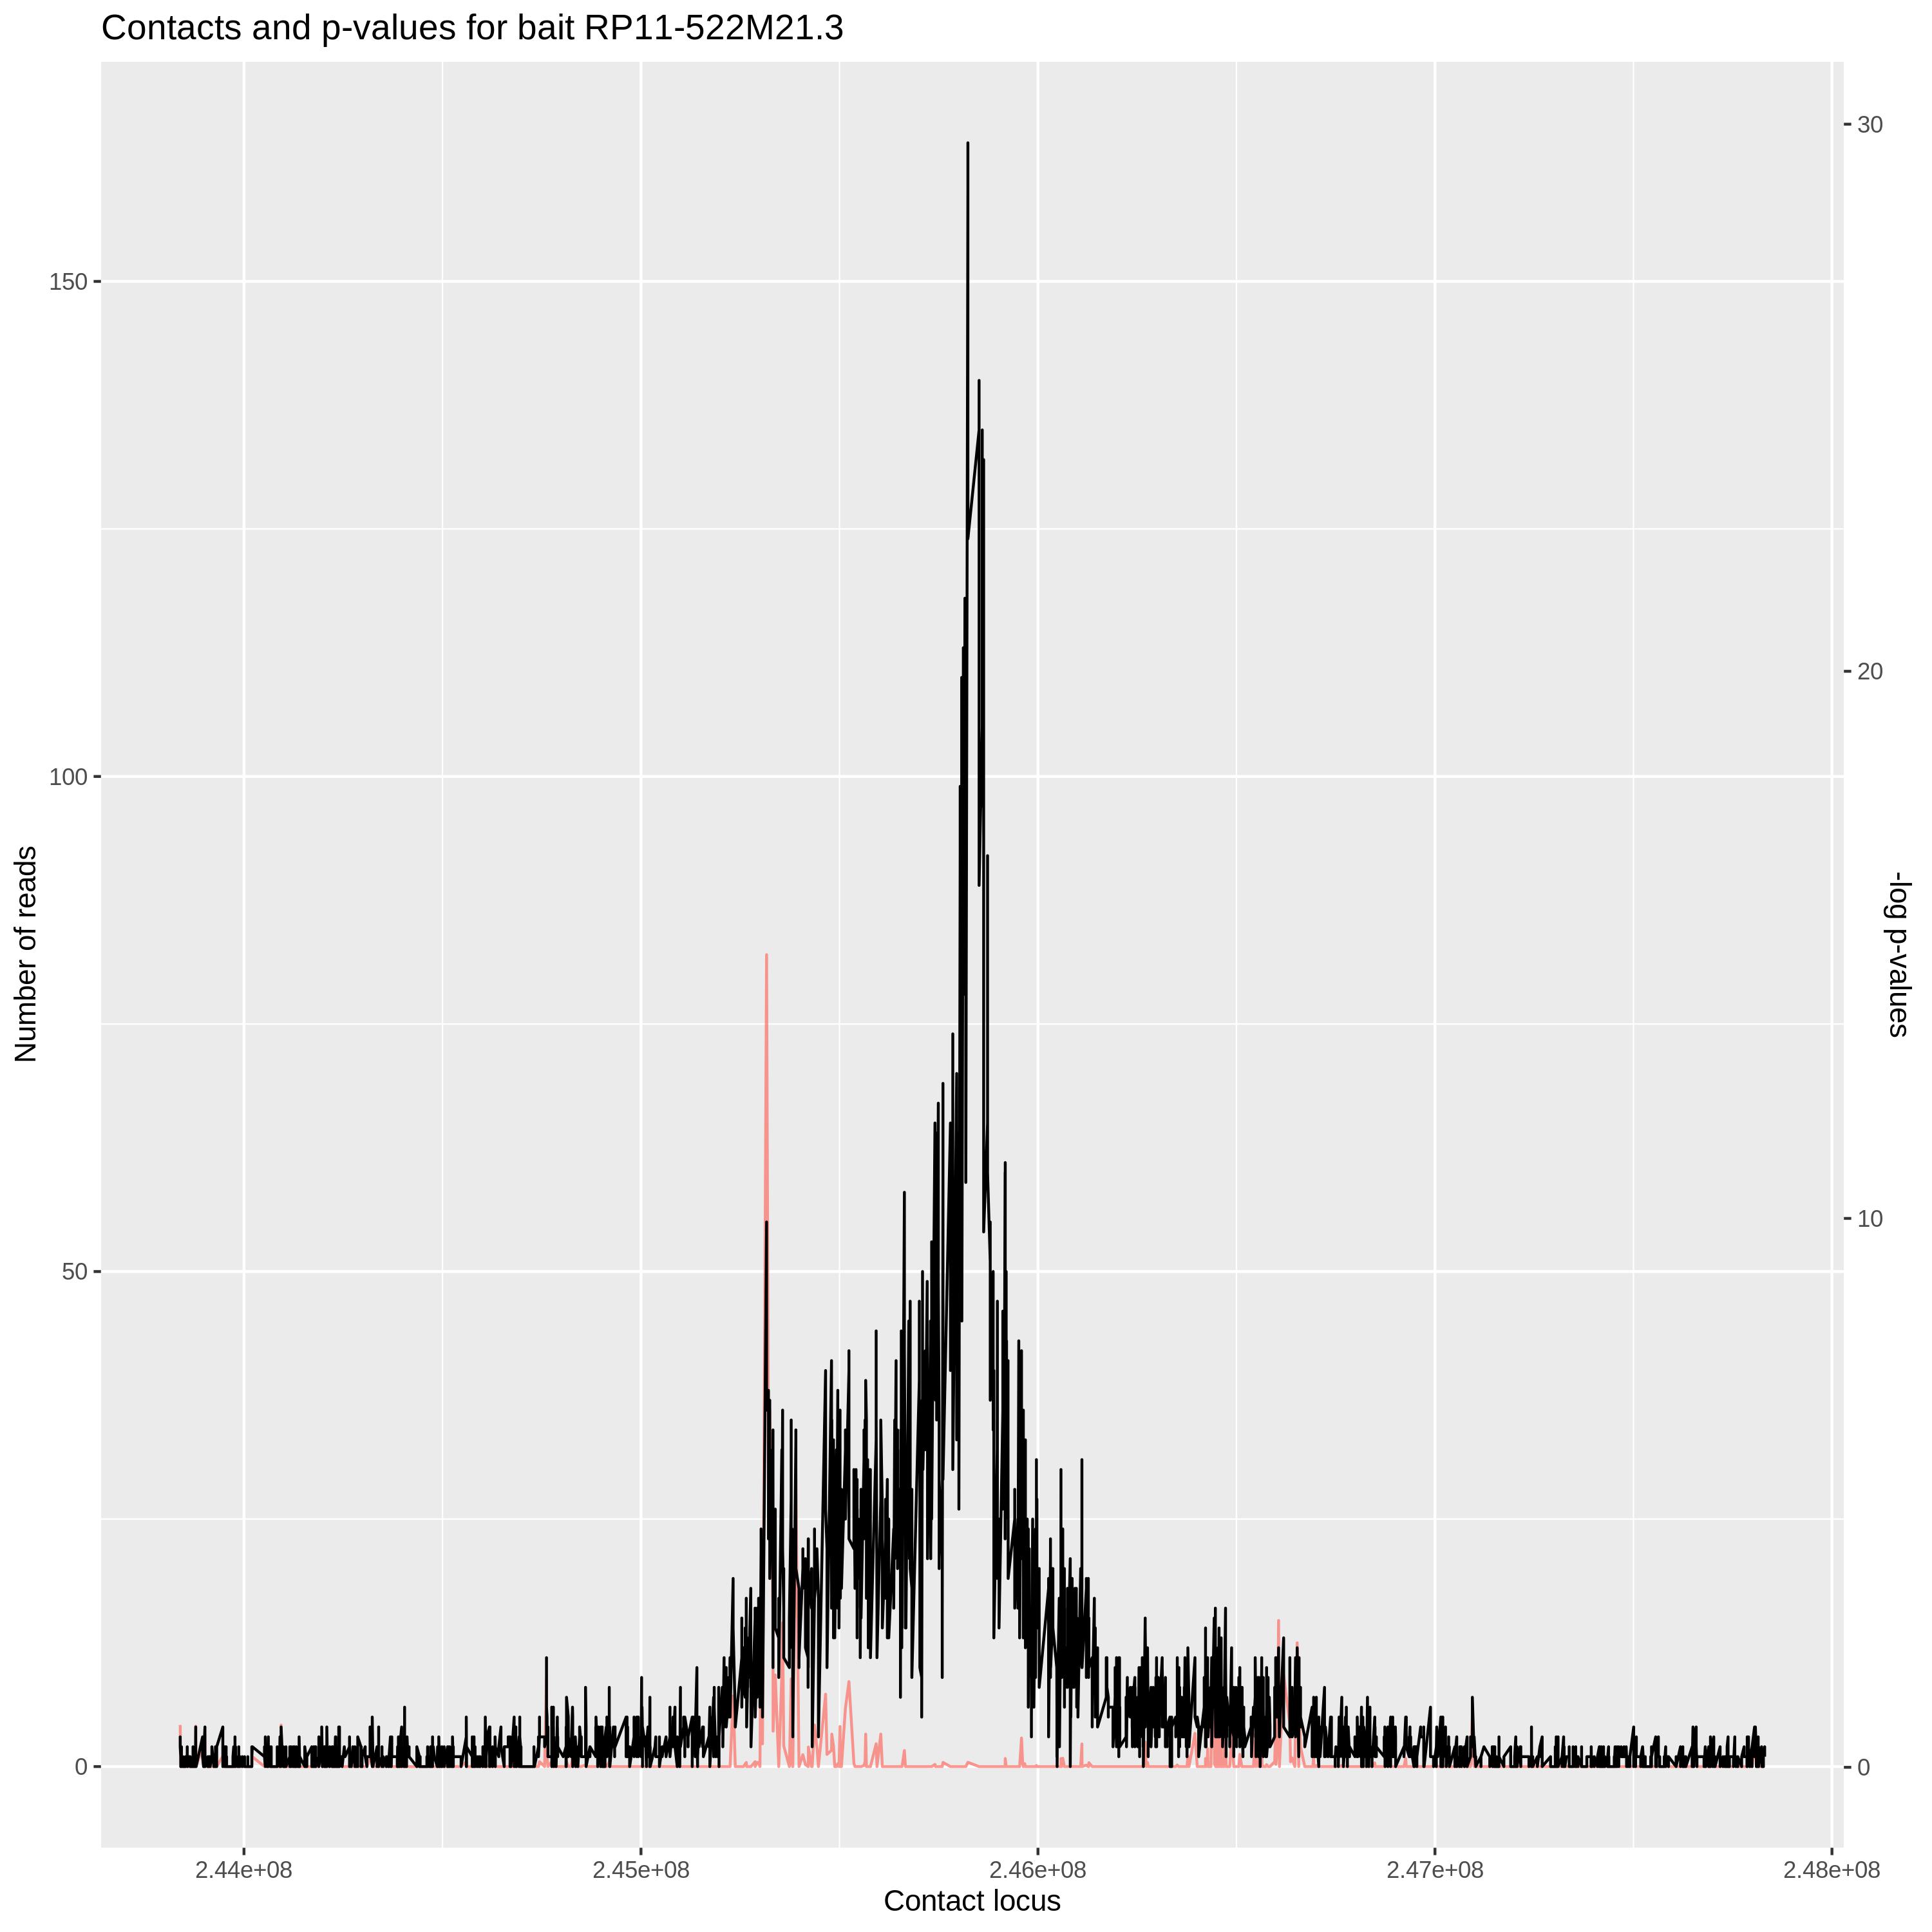 Contacts and p-values for bait RP11-522M21.3
150
100
50
0
Number of reads
30
20
10
0
-log p-values
2.44e+08
2.45e+08
2.46e+08
2.47e+08
2.48e+08
Contact locus